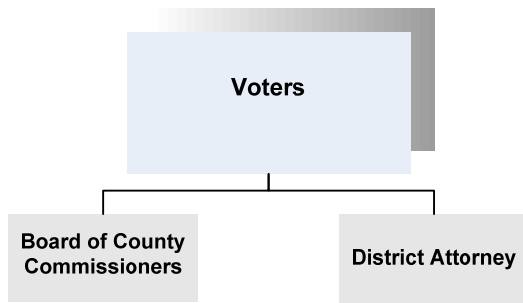 Voters
Board of County
Commissioners
District Attorney